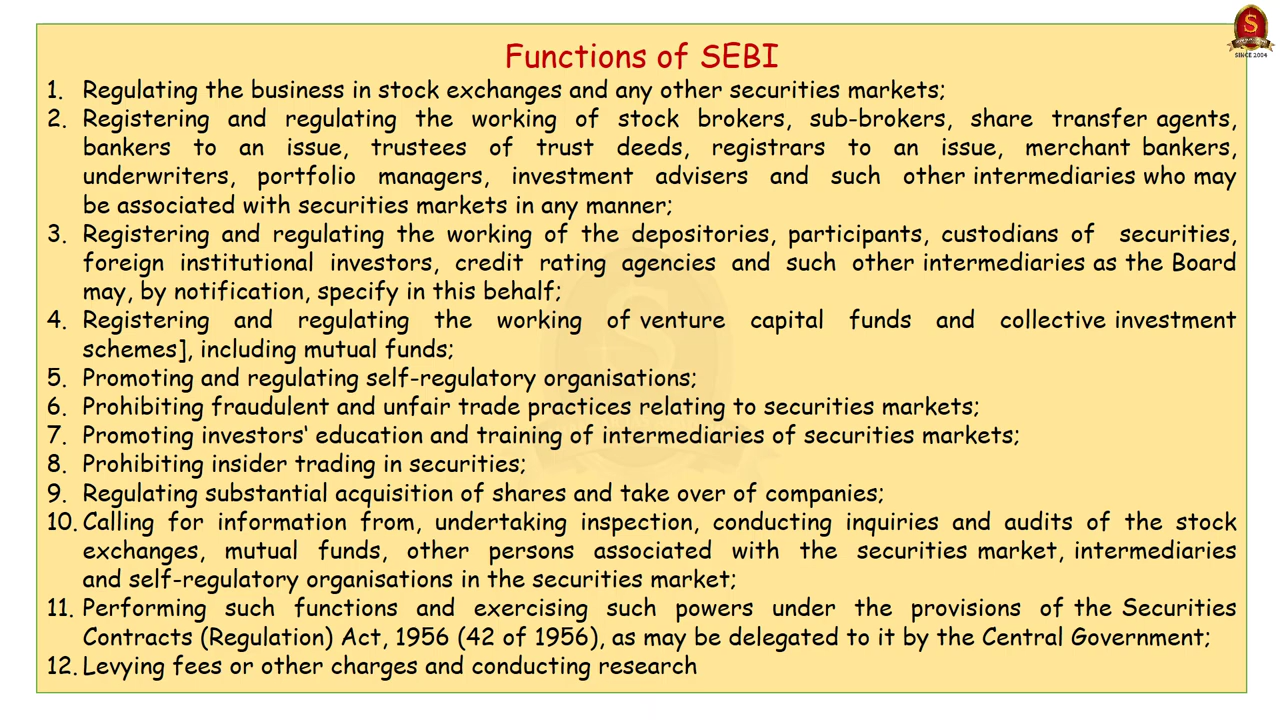 S
SINCE 2004
Functions of SEBI
1. Regulating the business in stock exchanges and any other securities markets;
2. Registering and regulating the working of stock brokers, sub-brokers, share transfer agents,
bankers to an issue, trustees of trust deeds, registrars to an issue, merchant bankers,
underwriters, portfolio managers, investment advisers and such other intermediaries who may
be associated with securities markets in any manner;
3. Registering and regulating the working of the depositories, participants, custodians of securities,
foreign institutional investors, credit rating agencies and such other intermediaries as the Board
may, by notification, specify in this behalf;
4. Registering and regulating the working of venture capital funds and collective investment
schemes], including mutual funds;
5. Promoting and regulating self-regulatory organisations;
6. Prohibiting fraudulent and unfair trade practices relating to securities markets;
7. Promoting investors' education and training of intermediaries of securities markets;
8. Prohibiting insider trading in securities;
9. Regulating substantial acquisition of shares and take over of companies;
10. Calling for information from, undertaking inspection, conducting inquiries and audits of the stock
exchanges, mutual funds, other persons associated with the securities market, intermediaries
and self-regulatory organisations in the securities market;
11. Performing such functions and exercising such powers under the provisions of the Securities
Contracts (Regulation) Act, 1956 (42 of 1956), as may be delegated to it by the Central Government;
12. Levying fees or other charges and conducting research